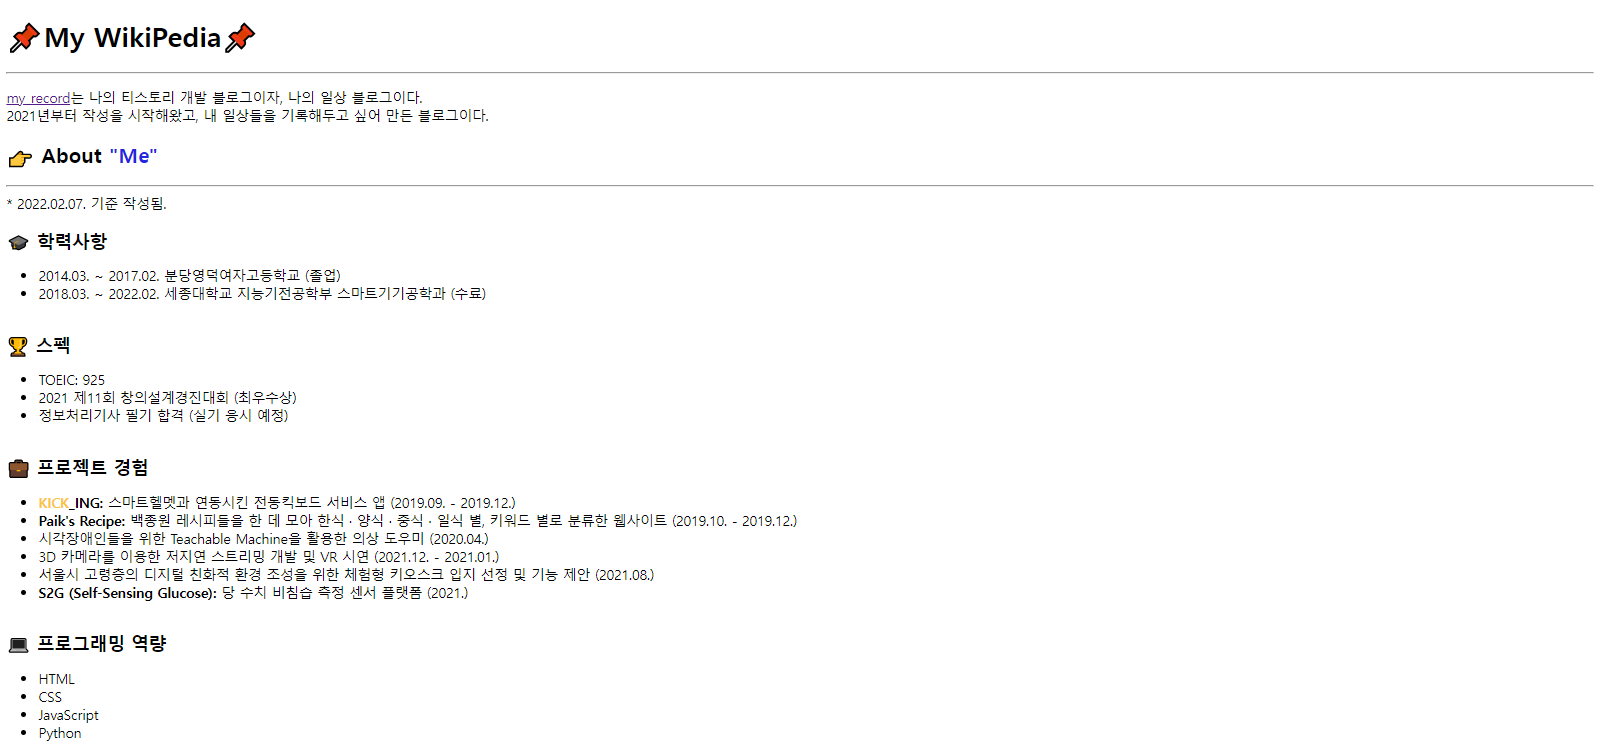 My WikiPedia
my record는 나의 티스토리 개발 블로그이자, 나의 일상 블로그이다.
2021년부터 작성을 시작해왔고, 내 일상들을 기록해두고 싶어 만든 블로그이다.
About "Me"
* 2022.02.07. 기준 작성됨.
학력사항
2014.03. ~ 2017.02. 분당영덕여자고등학교 (졸업)
2018.03. ~ 2022.02. 세종대학교 지능기전공학부 스마트기기공학과 (수료)
스펙
TOEIC: 925
2021 제11회 창의설계경진대회 (최우수상)
정보처리기사 필기 합격 (실기 응시 예정)
프로젝트 경험
KICK_ING: 스마트헬멧과 연동시킨 전동킥보드 서비스 앱 (2019.09. - 2019.12.)
Paik's Recipe: 백종원 레시피들을 한 데 모아 한식 · 양식 · 중식 · 일식 별, 키워드 별로 분류한 웹사이트 (2019.10. - 2019.12.)
시각장애인들을 위한 Teachable Machine을 활용한 의상 도우미 (2020.04.)
3D 카메라를 이용한 저지연 스트리밍 개발 및 VR 시연 (2021.12. - 2021.01.)
서울시 고령층의 디지털 친화적 환경 조성을 위한 체험형 키오스크 입지 선정 및 기능 제안 (2021.08.)
S2G (Self-Sensing Glucose): 당 수치 비침습 측정 센서 플랫폼 (2021.)
프로그래밍 역량
HTML
CSS
JavaScript
Python